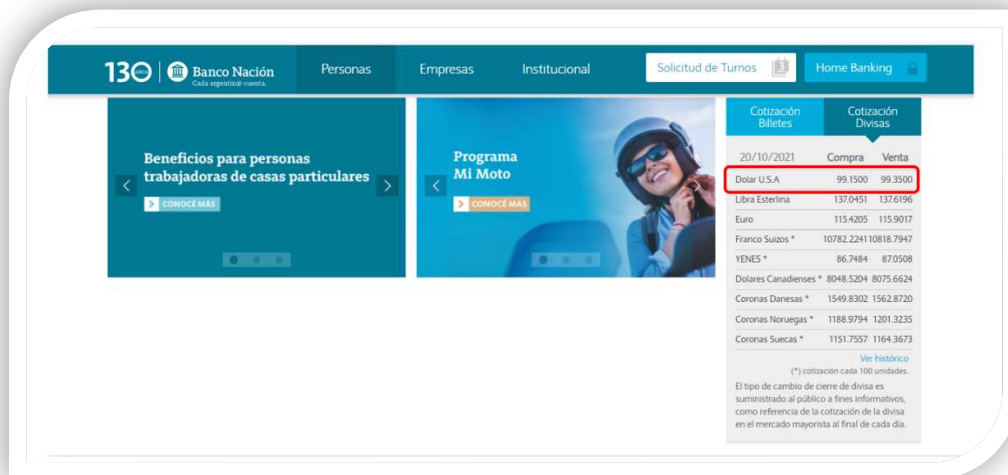 130 AÑOS Banco Nación
Cada argentin@ cuenta.
Personas
Empresas
Institucional
Solicitud de Turnos
Home Banking
Beneficios para personas
trabajadoras de casas particulares
CONOCÉ MÁS
Programa
Mi Moto
CONOCÉ MÁS
Cotización
Billetes
Cotización
Divisas
20/10/2021 Compra Venta
Dolar U.S.A 99.1500 99.3500
Libra Esterlina 137.0451 137.6196
Euro 115.4205 115.9017
Franco Suizos * 10782.2241 10818.7947
YENES * 86.7484 87.0508
Dolares Canadienses * 8048.5204 8075.6624
Coronas Danesas * 1549.8302 1562.8720
Coronas Noruegas * 1188.9794 1201.3235
Coronas Suecas * 1151.7557 1164.3673
Ver histórico
(*) cotización cada 100 unidades.
El tipo de cambio de cierre de divisa es
suministrado al público a fines informativos,
como referencia de la cotización de la divisa
en el mercado mayorista al final de cada día.